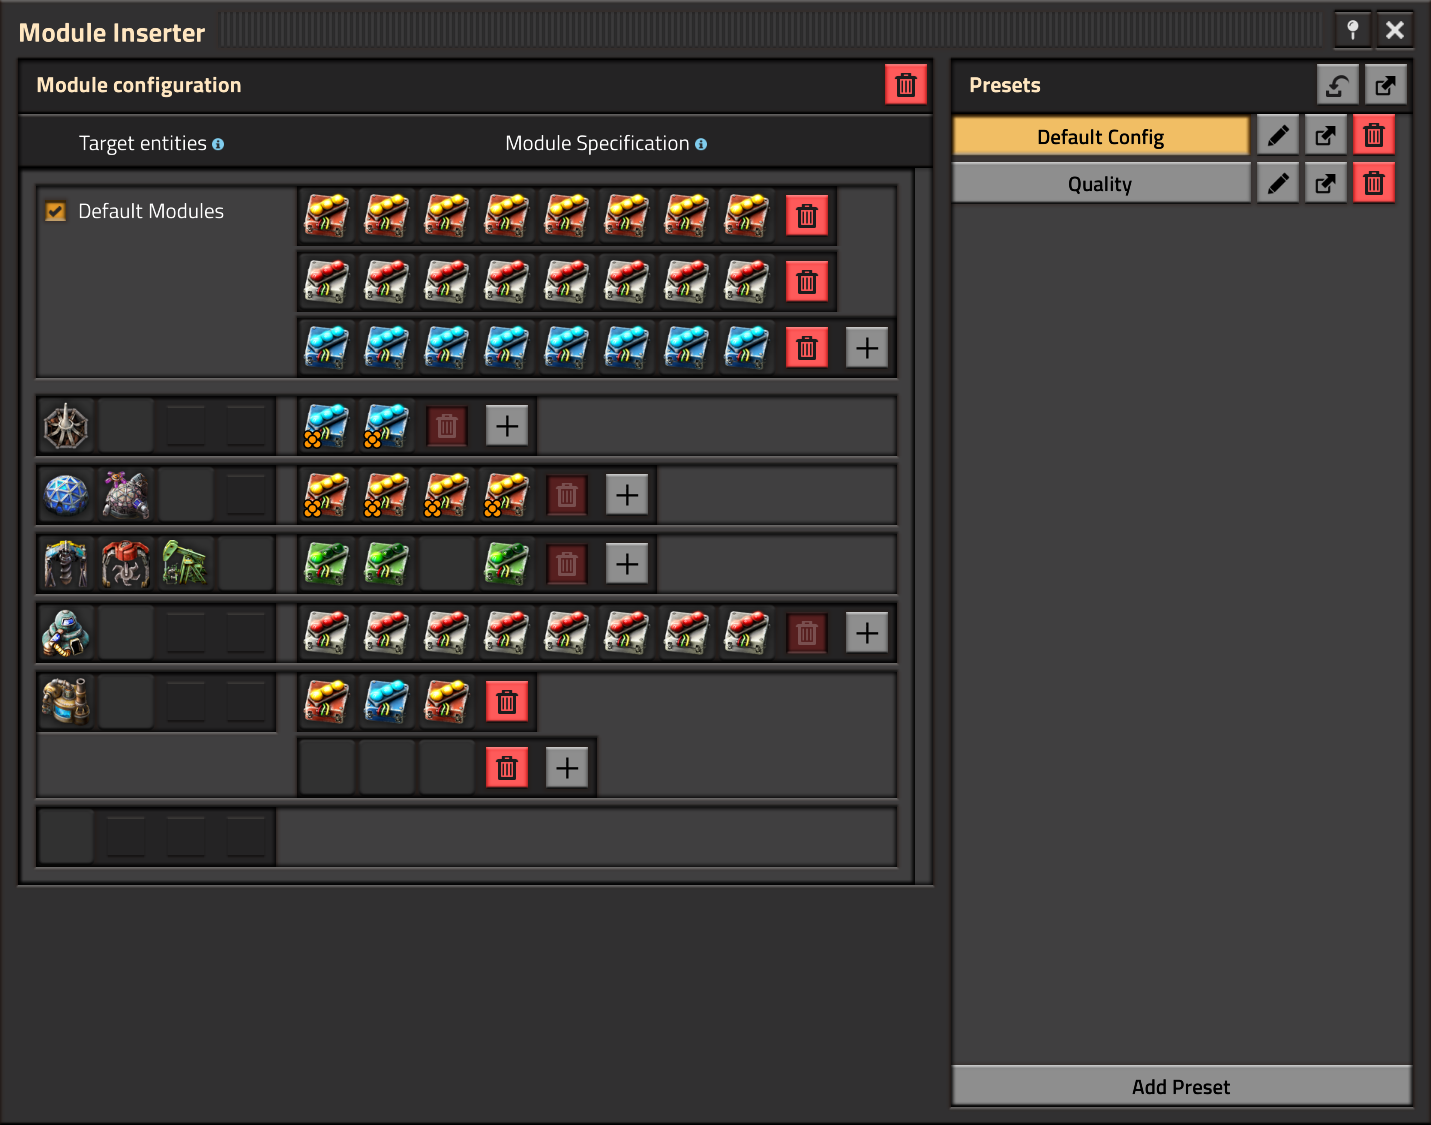 Module Inserter
Module configuration
Target entities
Module Specification
Default Modules
Presets
Default Config
Quality
Add Preset